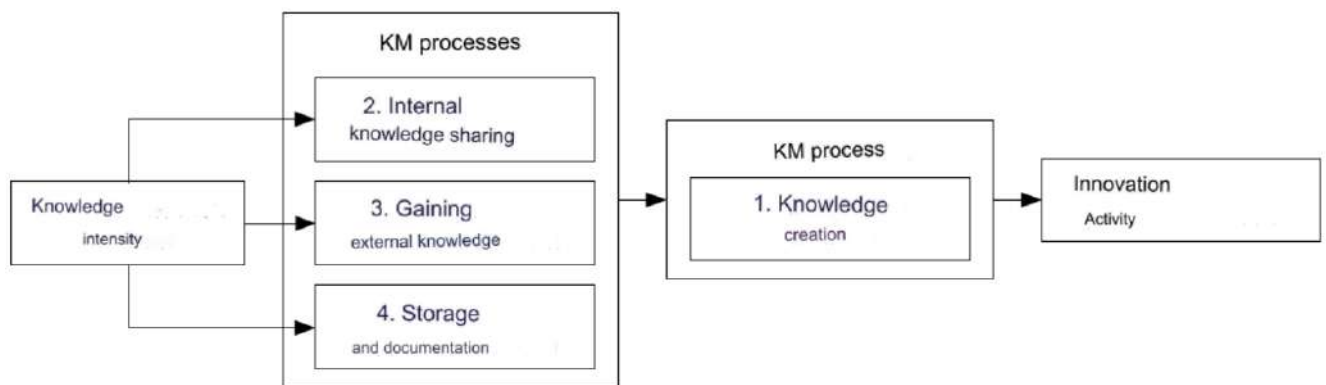 KM processes
2. Internal
knowledge sharing
Knowledge
intensity
3. Gaining
external knowledge
4. Storage
and documentation
KM process
1. Knowledge
creation
Innovation
Activity